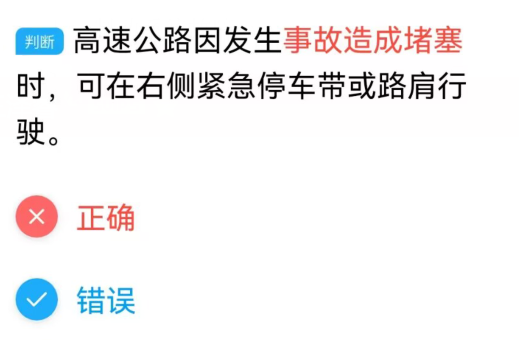 判断 高速公路因发生事故造成堵塞
时，可在右侧紧急停车带或路肩行
驶。
正确
错误